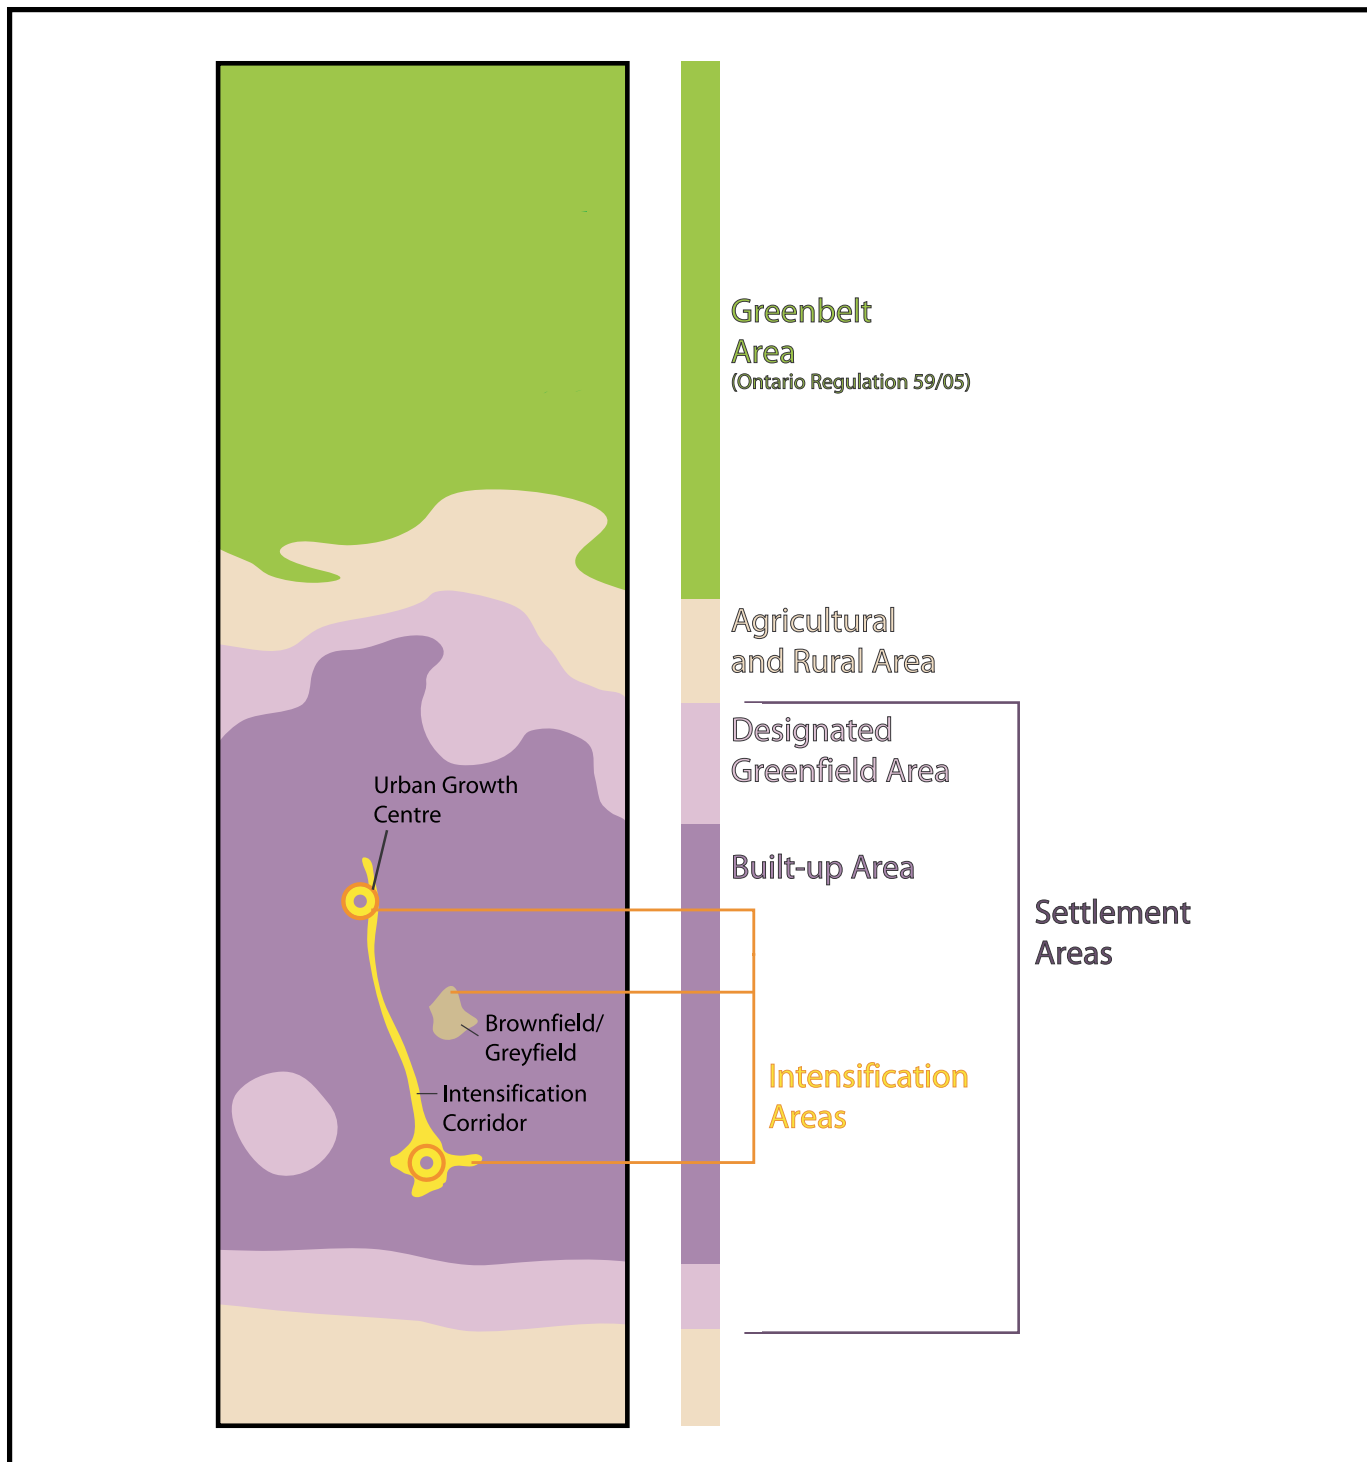 Greenbelt
Area
(Ontario Regulation 59/05)
Agricultural
and Rural Area
Designated
Greenfield Area
Urban Growth
Centre
Built-up Area
Settlement
Areas
Brownfield/
Greyfield
Intensification
Areas
Intensification
Corridor